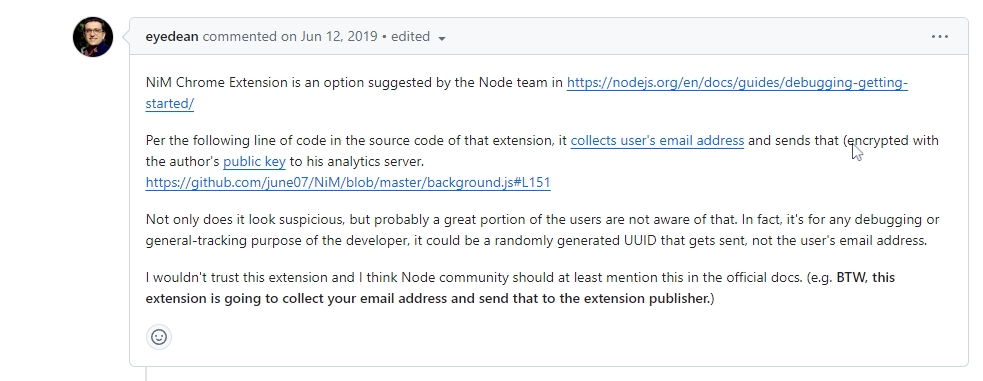 eyedean commented on Jun 12, 2019 • edited
NiM Chrome Extension is an option suggested by the Node team in https://nodejs.org/en/docs/guides/debugging-getting-
started/
Per the following line of code in the source code of that extension, it collects user's email address and sends that (encrypted with
the author's public key to his analytics server.
https://github.com/june07/NiM/blob/master/background.js#L151
Not only does it look suspicious, but probably a great portion of the users are not aware of that. In fact, it's for any debugging or
general-tracking purpose of the developer, it could be a randomly generated UUID that gets sent, not the user's email address.
I wouldn't trust this extension and I think Node community should at least mention this in the official docs. (e.g. BTW, this
extension is going to collect your email address and send that to the extension publisher.)